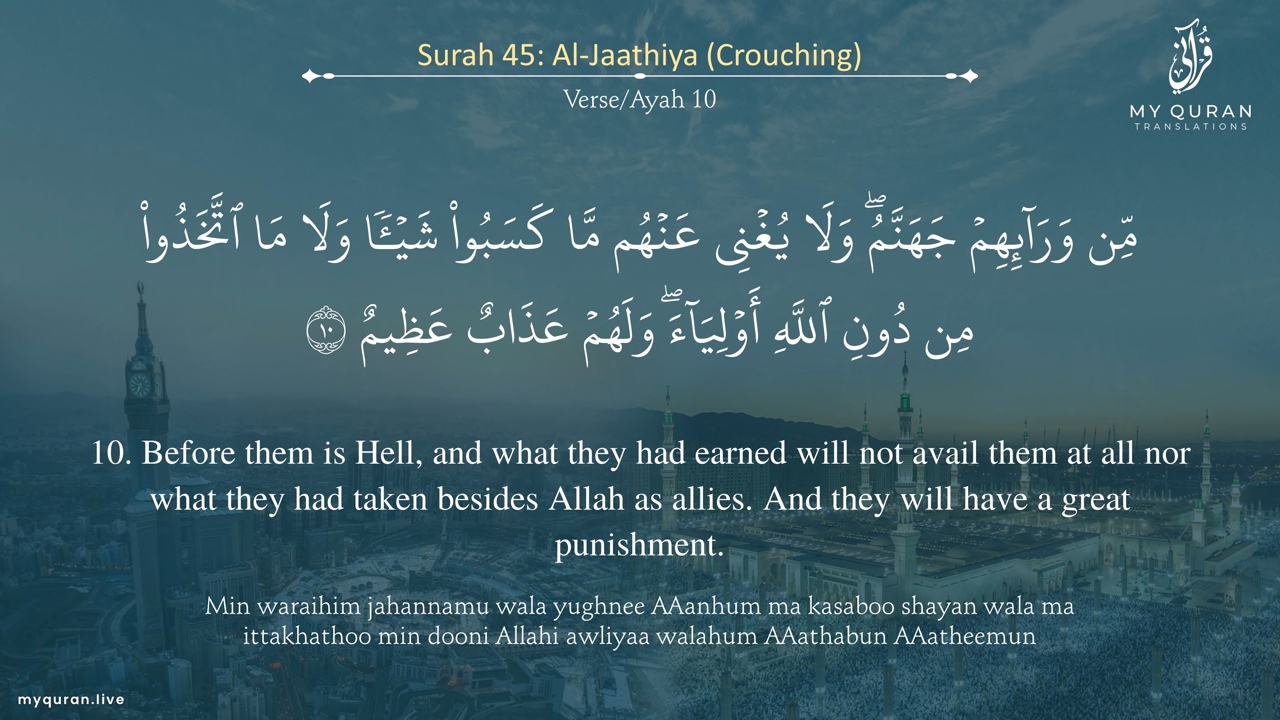 Surah 45: Al-Jaathiya (Crouching)
Verse/Ayah 10
قرآني
MY QURAN
TRANSLATIONS
مِّن وَرَآئِهِمۡ جَهَنَّمُۖ وَلَا يُغۡنِى عَنۡهُم مَّا كَسَبُواْ شَيۡـًٔا وَلَا مَا ٱتَّخَذُواْ
مِن دُونِ ٱللَّهِ أَوۡلِيَآءَۖ وَلَهُمۡ عَذَابٌ عَظِيمٌ ١٠
10. Before them is Hell, and what they had earned will not avail them at all nor
what they had taken besides Allah as allies. And they will have a great
punishment.
Min waraihim jahannamu wala yughnee AAanhum ma kasaboo shayan wala ma
ittakhathoo min dooni Allahi awliyaa walahum AAathabun AAatheemun
myquran.live